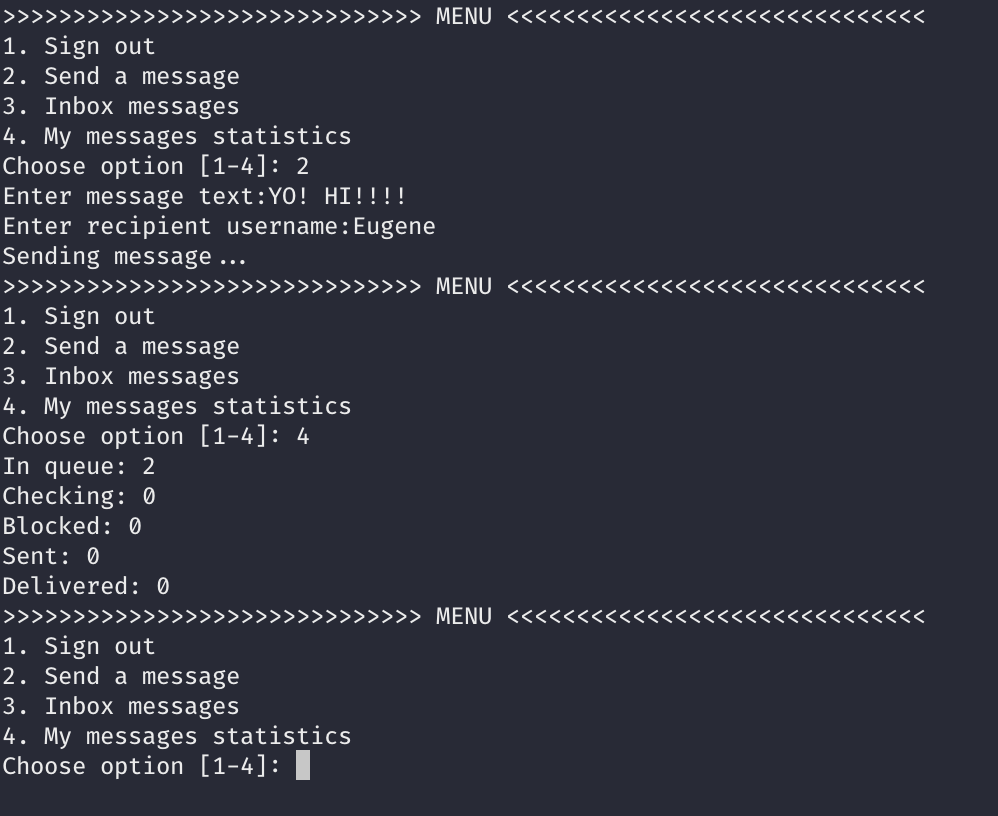 >>>>>>>>>>>>>>>>>>>>>>>>>>>>>> MENU <<<<<<<<<<<<<<<<<<<<<<<<<<<<<<
1. Sign out
2. Send a message
3. Inbox messages
4. My messages statistics
Choose option [1-4]: 2
Enter message text:YO! HI!!!!
Enter recipient username:Eugene
Sending message...
>>>>>>>>>>>>>>>>>>>>>>>>>>>>>> MENU <<<<<<<<<<<<<<<<<<<<<<<<<<<<<<
1. Sign out
2. Send a message
3. Inbox messages
4. My messages statistics
Choose option [1-4]: 4
In queue: 2
Checking: 0
Blocked: 0
Sent: 0
Delivered: 0
>>>>>>>>>>>>>>>>>>>>>>>>>>>>>> MENU <<<<<<<<<<<<<<<<<<<<<<<<<<<<<<
1. Sign out
2. Send a message
3. Inbox messages
4. My messages statistics
Choose option [1-4]: